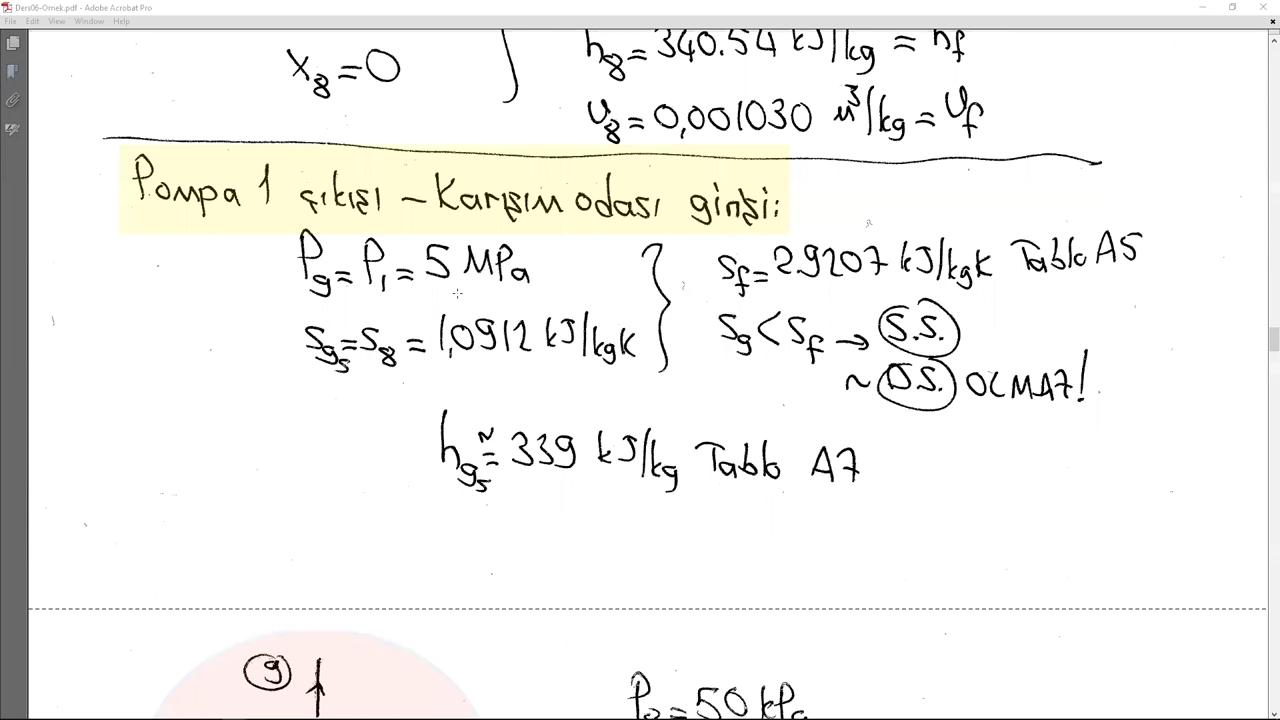 Ders06-Ornek.pdf - Adobe Acrobat Pro
File Edit View Window Help
x8=0
h8=340.54 kJ/kg = hf
υ8=0,001030 m³/kg = υf
Pompa 1 çıkışı - Karışım odası girişi:
P9=P1=5 MPa
s9s=s8=1,0912 kJ/kgK
sf=2.9207 kJ/kgK Tablo A5
s9<sf → S.S.
~ D.S. OLMAZ!
h9s≅339 kJ/kg Tablo A7
9
P8=50 kPa